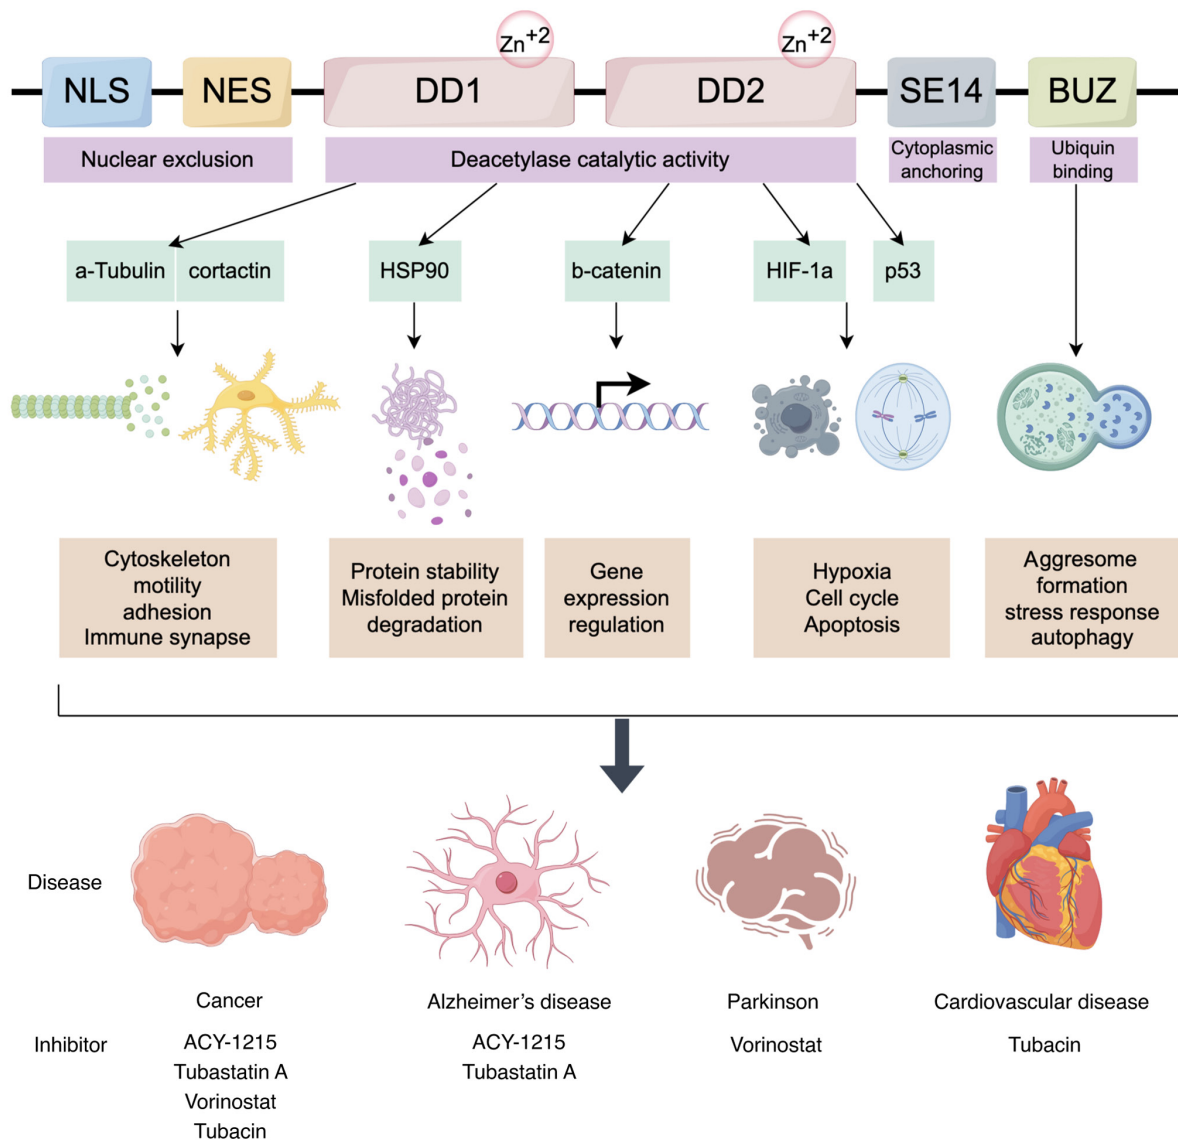 Zn+2
Zn+2
NLS
NES
DD1
DD2
SE14
BUZ
Nuclear exclusion
Deacetylase catalytic activity
Cytoplasmic
anchoring
Ubiquin
binding
a-Tubulin
cortactin
HSP90
b-catenin
HIF-1a
p53
Cytoskeleton
motility
adhesion
Immune synapse
Protein stability
Misfolded protein
degradation
Gene
expression
regulation
Hypoxia
Cell cycle
Apoptosis
Aggresome
formation
stress response
autophagy
Disease
Cancer
Alzheimer’s disease
Parkinson
Cardiovascular disease
Inhibitor
ACY-1215
Tubastatin A
Vorinostat
Tubacin
ACY-1215
Tubastatin A
Vorinostat
Tubacin